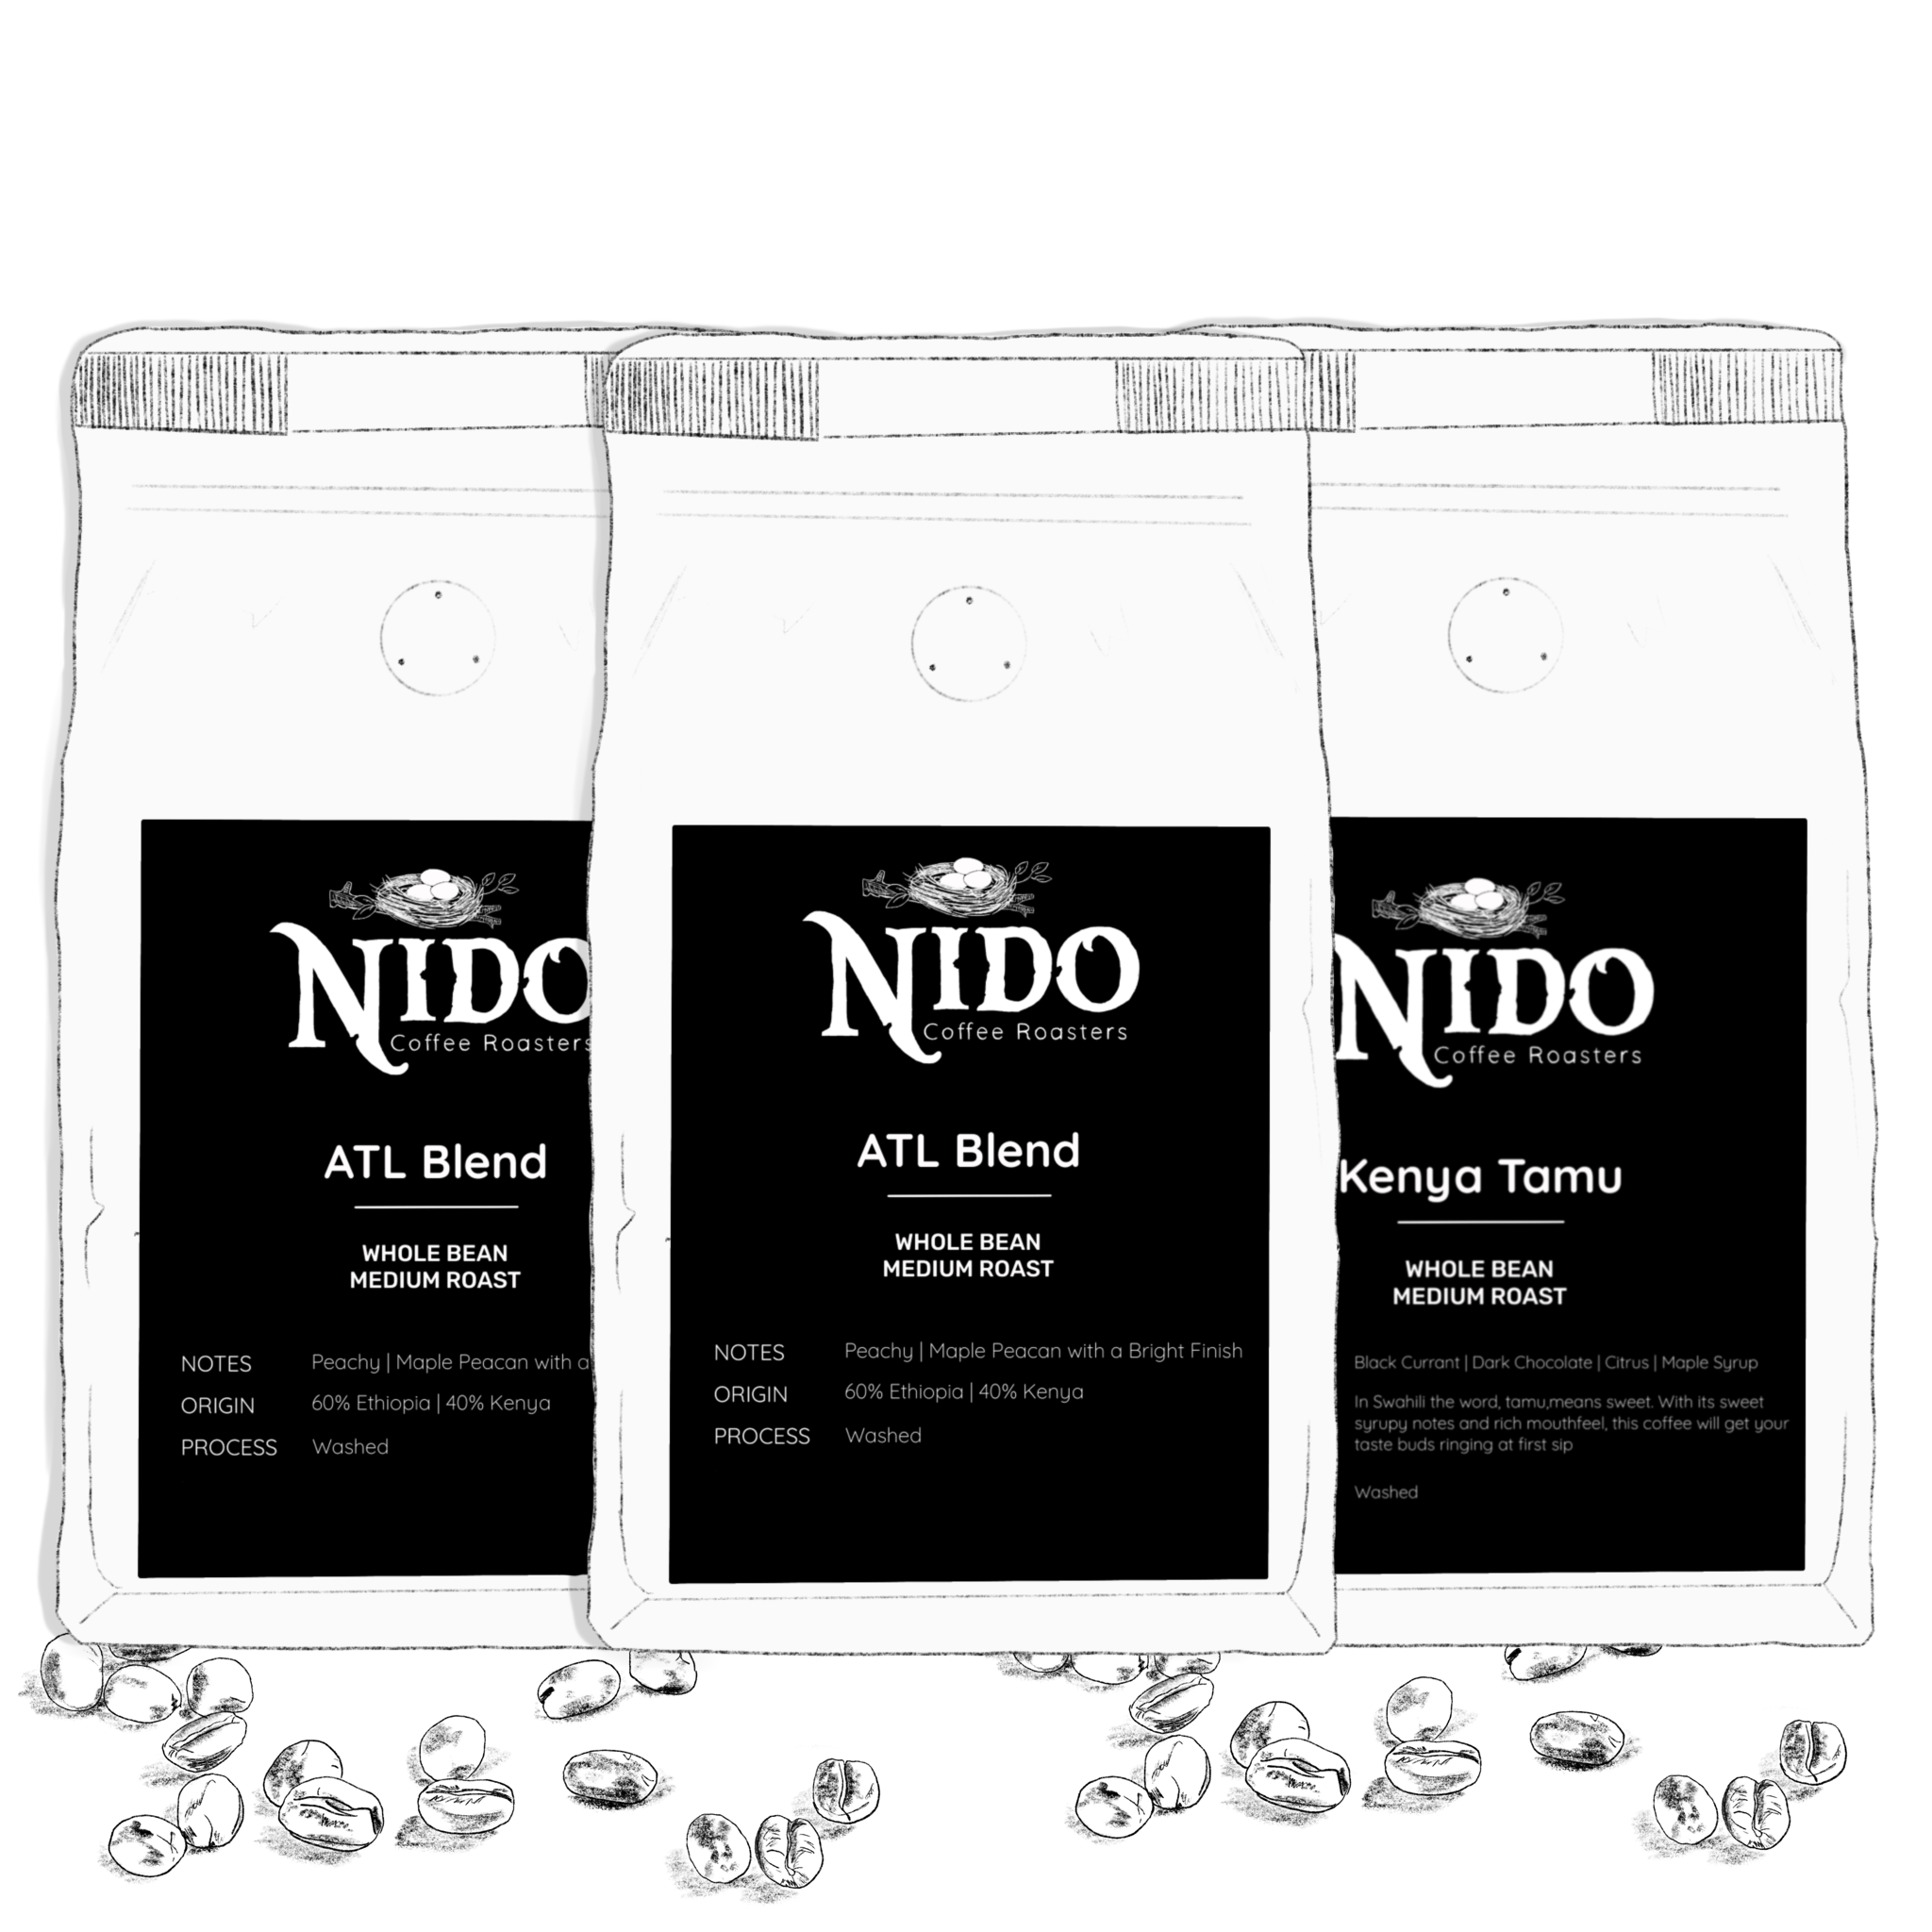 NIDO
Coffee Roasters
ATL Blend
WHOLE BEAN
MEDIUM ROAST
NOTES Peachy | Maple Peacan with a
ORIGIN 60% Ethiopia | 40% Kenya
PROCESS Washed
NIDO
Coffee Roasters
ATL Blend
WHOLE BEAN
MEDIUM ROAST
NOTES Peachy | Maple Peacan with a Bright Finish
ORIGIN 60% Ethiopia | 40% Kenya
PROCESS Washed
NIDO
Coffee Roasters
Kenya Tamu
WHOLE BEAN
MEDIUM ROAST
Black Currant | Dark Chocolate | Citrus | Maple Syrup
In Swahili the word, tamu,means sweet. With its sweet
syrupy notes and rich mouthfeel, this coffee will get your
taste buds ringing at first sip
Washed